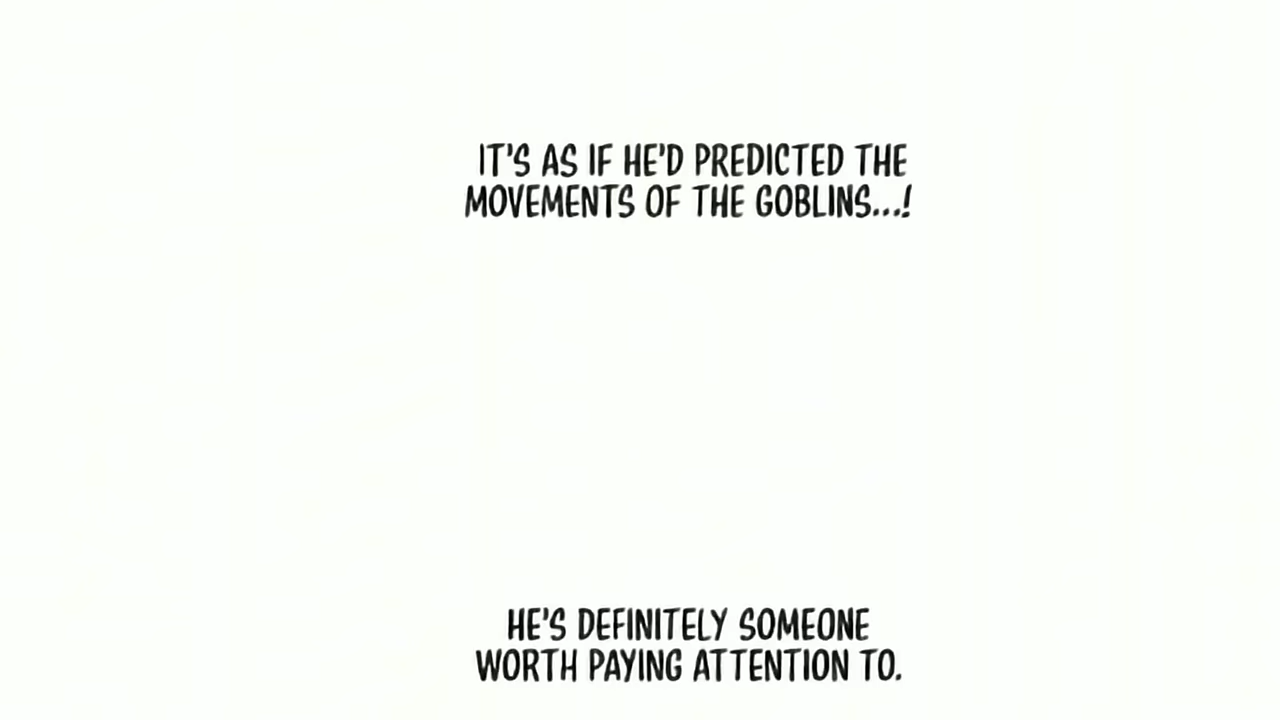 IT'S AS IF HE'D PREDICTED THE
MOVEMENTS OF THE GOBLINS...!
HE'S DEFINITELY SOMEONE
WORTH PAYING ATTENTION TO.